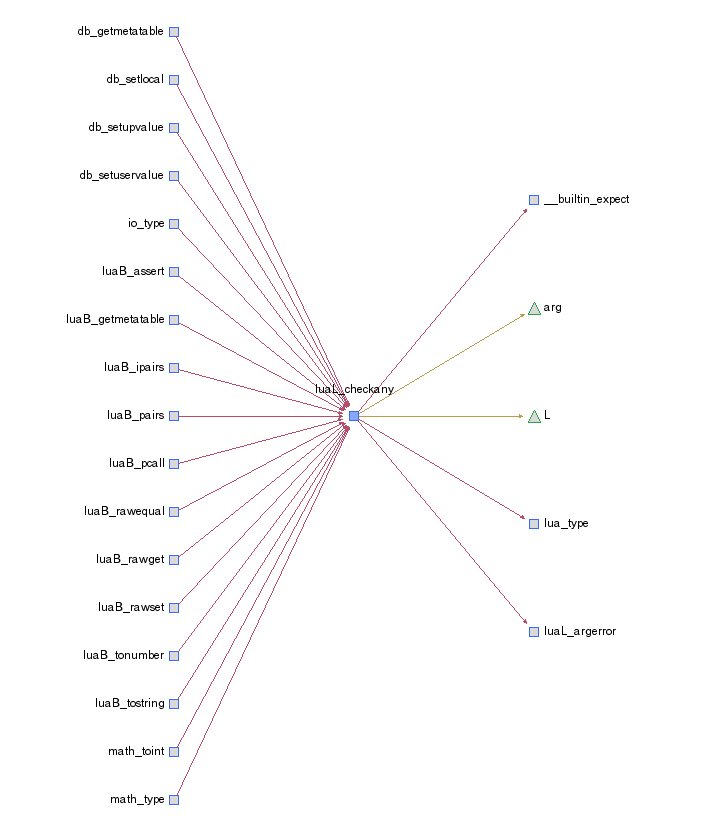 db_getmetatable
db_setlocal
db_setupvalue
db_setuservalue
io_type
luaB_assert
luaB_getmetatable
luaB_ipairs
luaB_pairs
luaB_pcall
luaB_rawequal
luaB_rawget
luaB_rawset
luaB_tonumber
luaB_tostring
math_toint
math_type
luaL_checkany
__builtin_expect
arg
L
lua_type
luaL_argerror